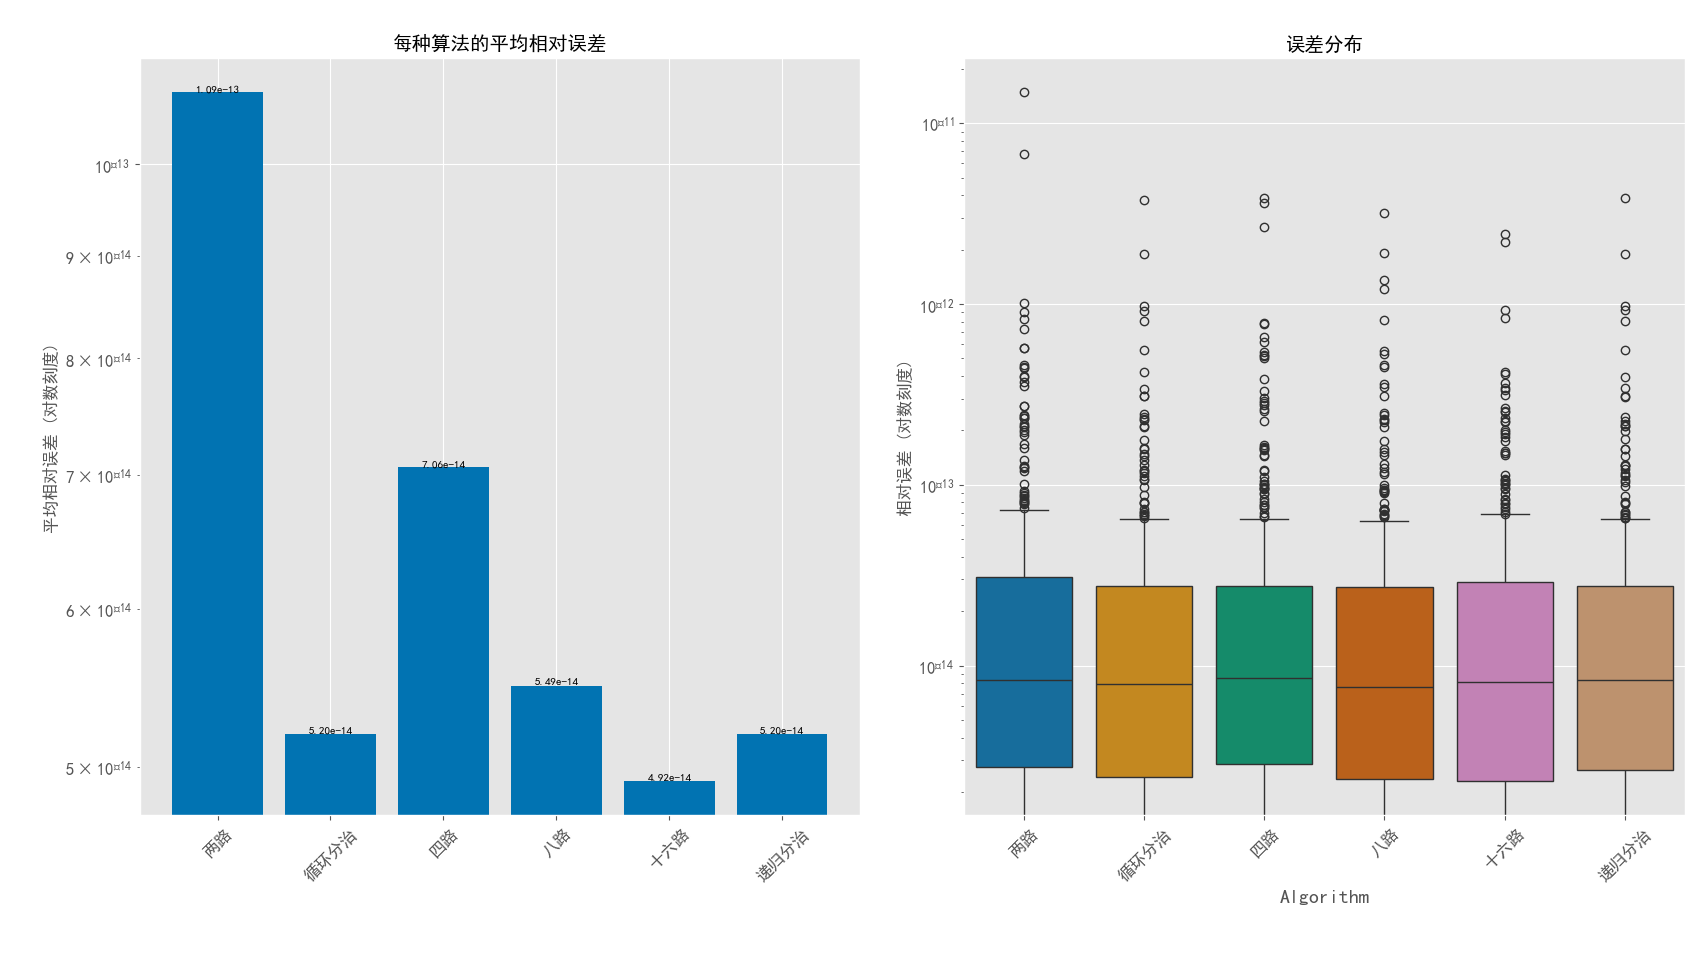 每种算法的平均相对误差
平均相对误差 (对数刻度)
10¤13
9 × 10¤14
8 × 10¤14
7 × 10¤14
6 × 10¤14
5 × 10¤14
1.09e-13
5.20e-14
7.06e-14
5.49e-14
4.92e-14
5.20e-14
两路
循环分治
四路
八路
十六路
递归分治
误差分布
相对误差 (对数刻度)
10¤11
10¤12
10¤13
10¤14
两路
循环分治
四路
八路
十六路
递归分治
Algorithm